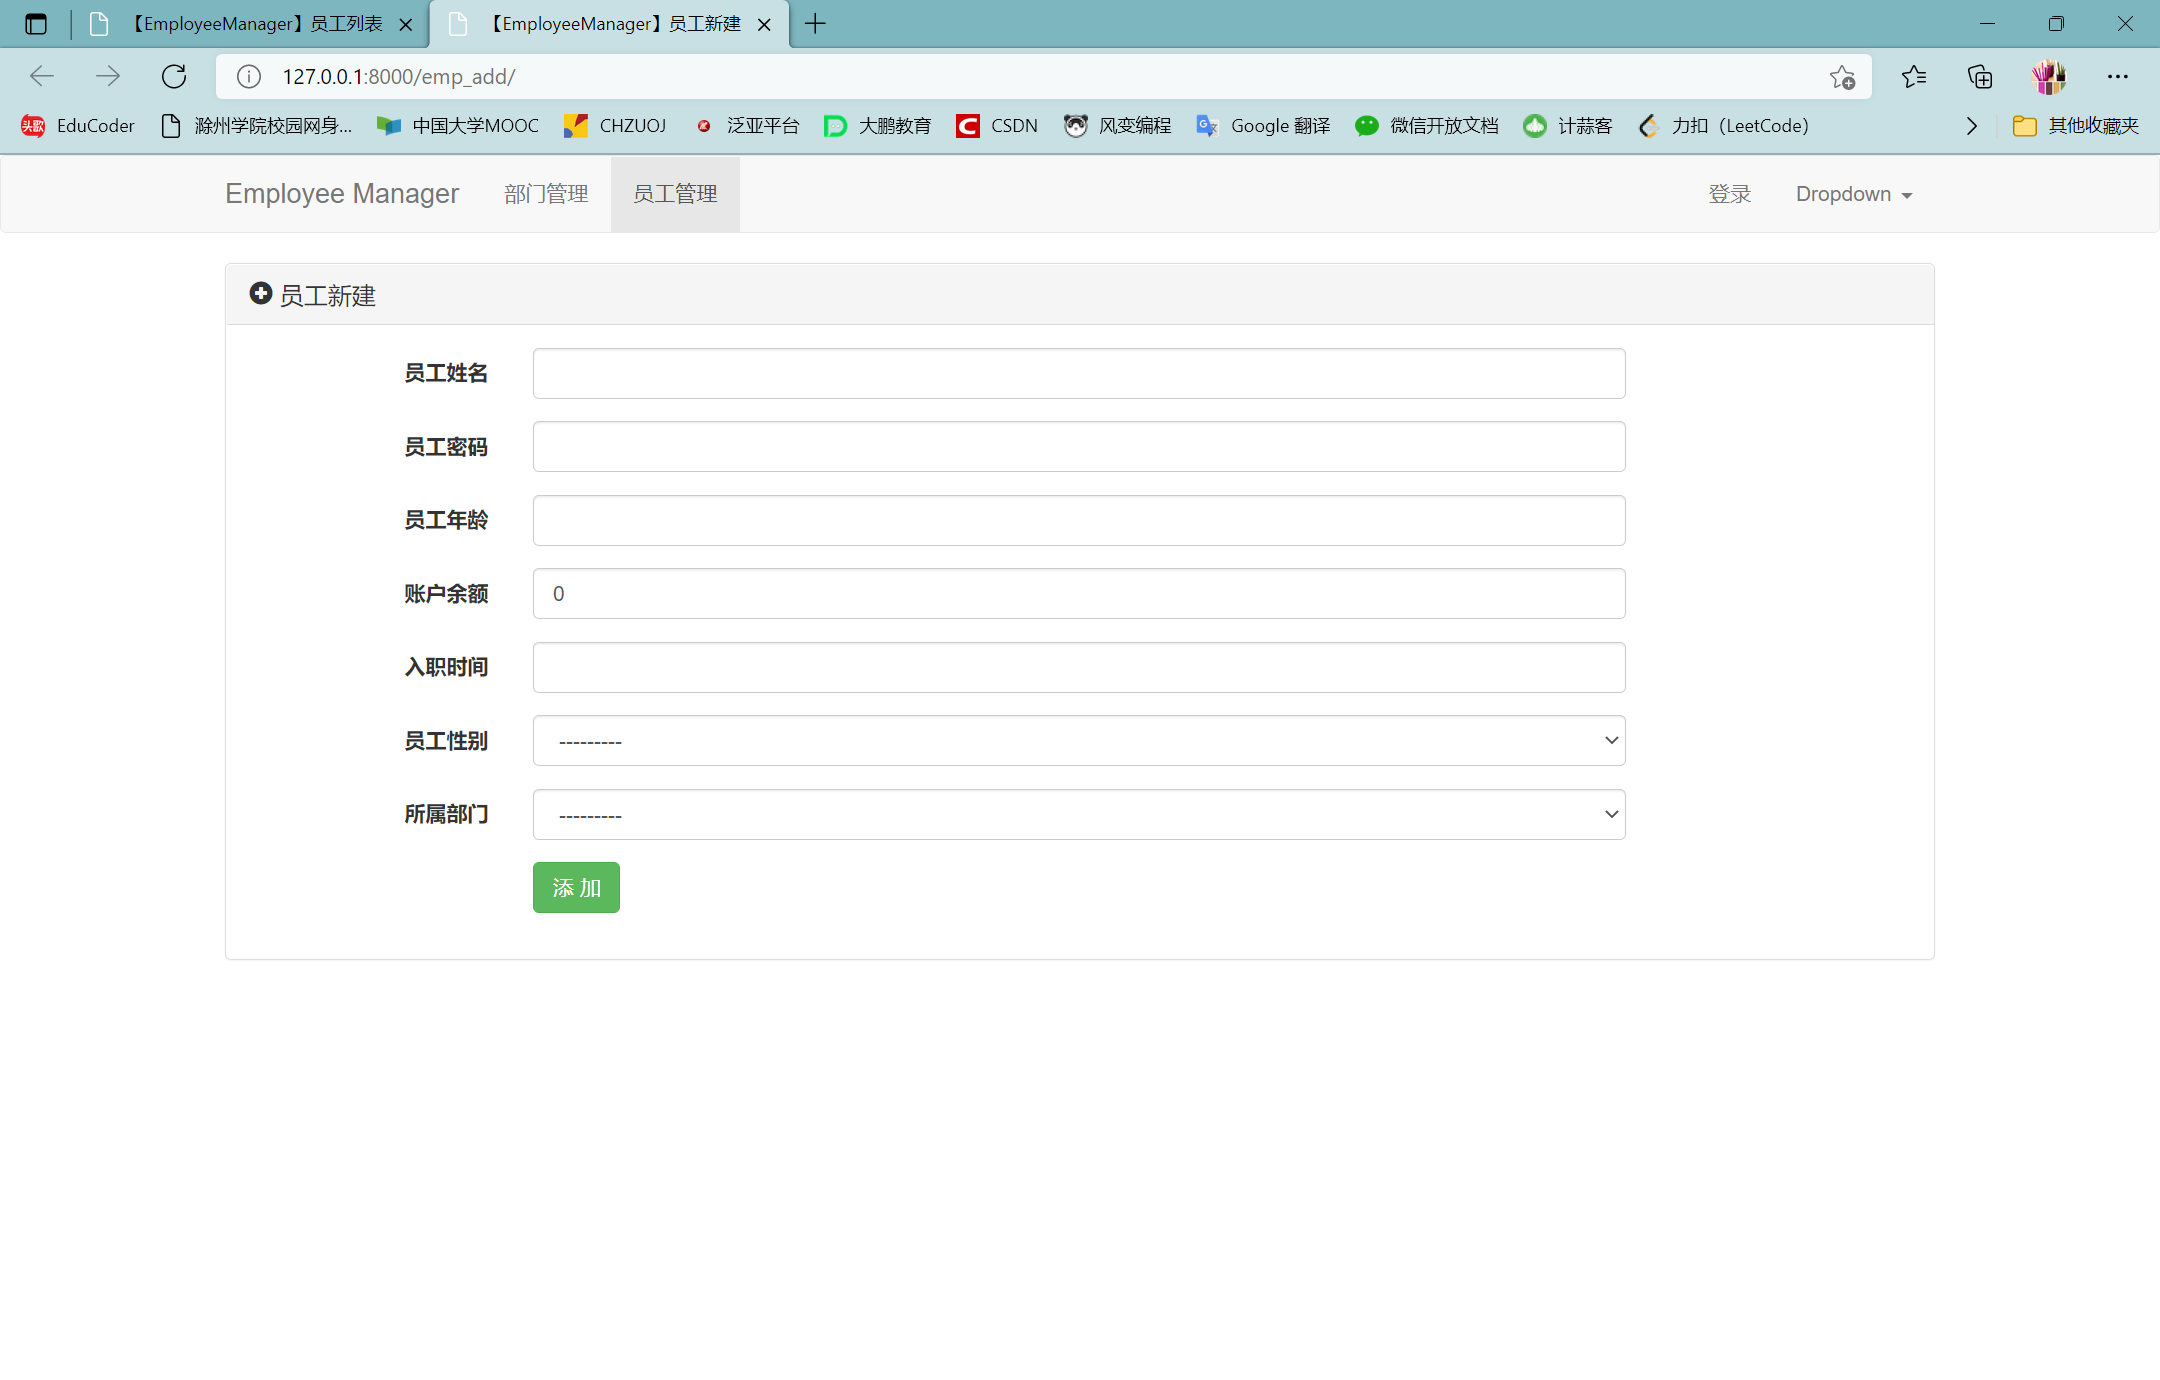 【EmployeeManager】员工列表
【EmployeeManager】员工新建
127.0.0.1:8000/emp_add/
头歌 EduCoder 滁州学院校园网身... 中国大学MOOC CHZUOJ 泛亚平台 大鹏教育 CSDN 风变编程 Google 翻译 微信开放文档 计蒜客 力扣（LeetCode） 其他收藏夹
Employee Manager 部门管理 员工管理 登录 Dropdown
员工新建
员工姓名
员工密码
员工年龄
账户余额 0
入职时间
员工性别 ---------
所属部门 ---------
添 加